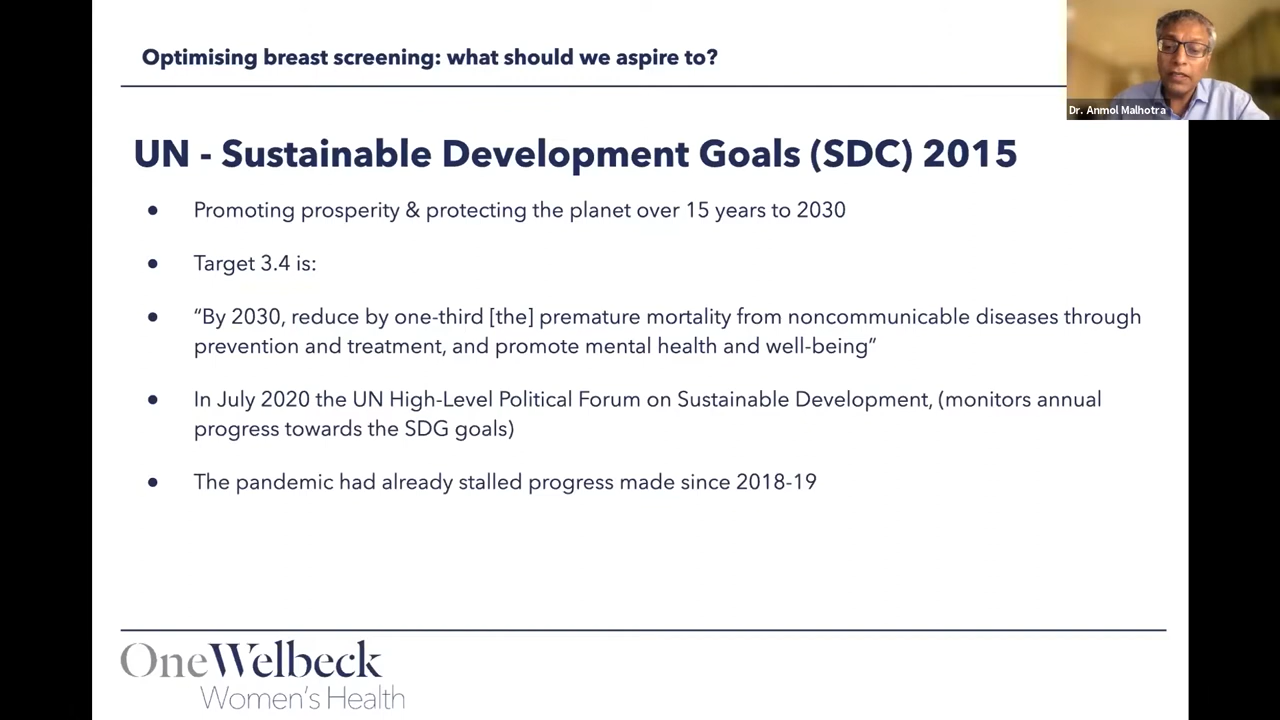 Optimising breast screening: what should we aspire to?
Dr. Anmol Malhotra
UN - Sustainable Development Goals (SDC) 2015
● Promoting prosperity & protecting the planet over 15 years to 2030
● Target 3.4 is:
● “By 2030, reduce by one-third [the] premature mortality from noncommunicable diseases through
prevention and treatment, and promote mental health and well-being”
● In July 2020 the UN High-Level Political Forum on Sustainable Development, (monitors annual
progress towards the SDG goals)
● The pandemic had already stalled progress made since 2018-19
OneWelbeck
Women’s Health